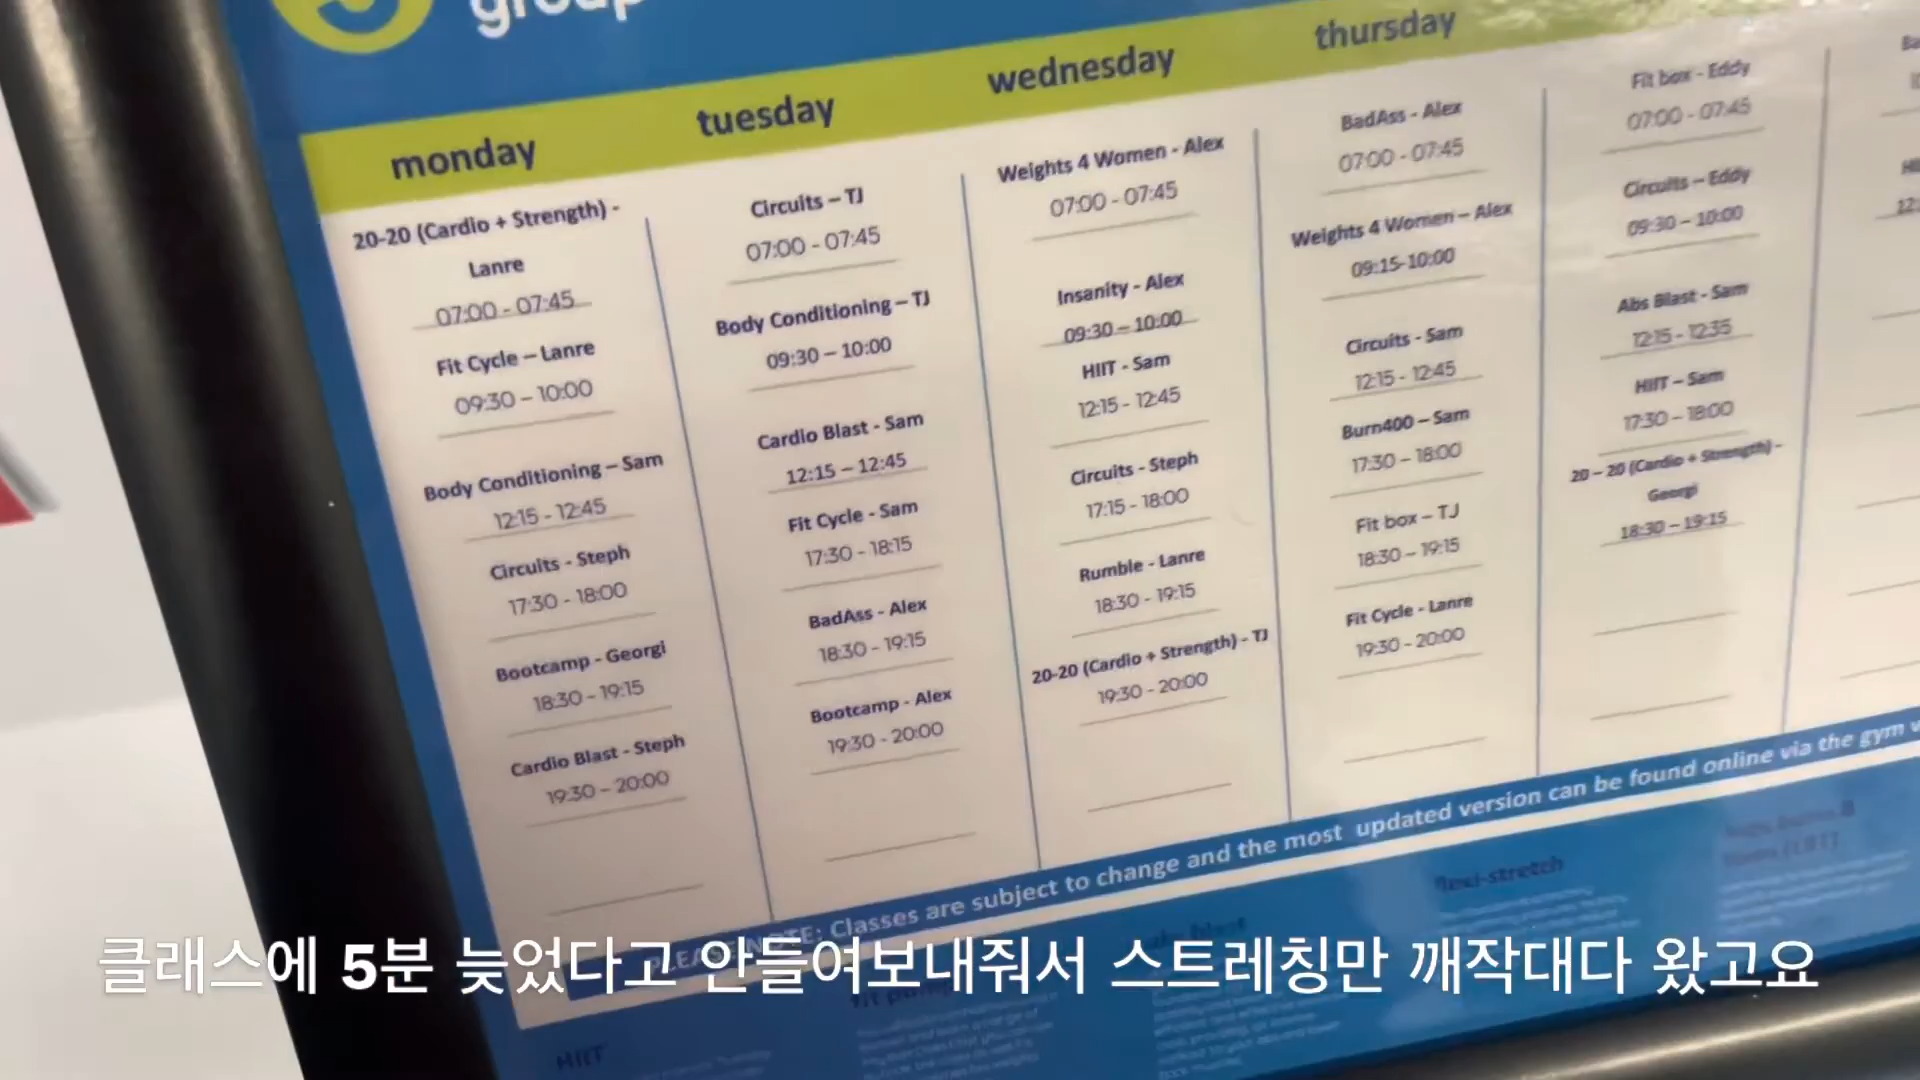 group
monday
20-20 (Cardio + Strength) -
Lanre
07:00 - 07:45
Fit Cycle – Lanre
09:30 – 10:00
Body Conditioning – Sam
12:15 - 12:45
Circuits - Steph
17:30 - 18:00
Bootcamp - Georgi
18:30 – 19:15
Cardio Blast - Steph
19:30 – 20:00
tuesday
Circuits – TJ
07:00 - 07:45
Body Conditioning – TJ
09:30 – 10:00
Cardio Blast - Sam
12:15 – 12:45
Fit Cycle - Sam
17:30 - 18:15
BadAss - Alex
18:30 - 19:15
Bootcamp - Alex
19:30 - 20:00
wednesday
Weights 4 Women - Alex
07:00 - 07:45
Insanity - Alex
09:30 – 10:00
HIIT - Sam
12:15 - 12:45
Circuits - Steph
17:15 - 18:00
Rumble - Lanre
18:30 - 19:15
20-20 (Cardio + Strength) - TJ
19:30 - 20:00
thursday
BadAss - Alex
07:00 - 07:45
Weights 4 Women – Alex
09:15-10:00
Circuits - Sam
12:15 - 12:45
Burn400 – Sam
17:30 - 18:00
Fit box – TJ
18:30 – 19:15
Fit Cycle - Lanre
19:30 - 20:00
Fit box - Eddy
07:00 - 07:45
Circuits – Eddy
09:30 – 10:00
Abs Blast - Sam
12:15 - 12:35
HIIT – Sam
17:30 - 18:00
20 – 20 (Cardio + Strength) -
Georgi
18:30 – 19:15
PLEASE NOTE: Classes are subject to change and the most updated version can be found online via the gym
flexi-stretch
HIIT
클래스에 5분 늦었다고 안들여보내줘서 스트레칭만 깨작대다 왔고요